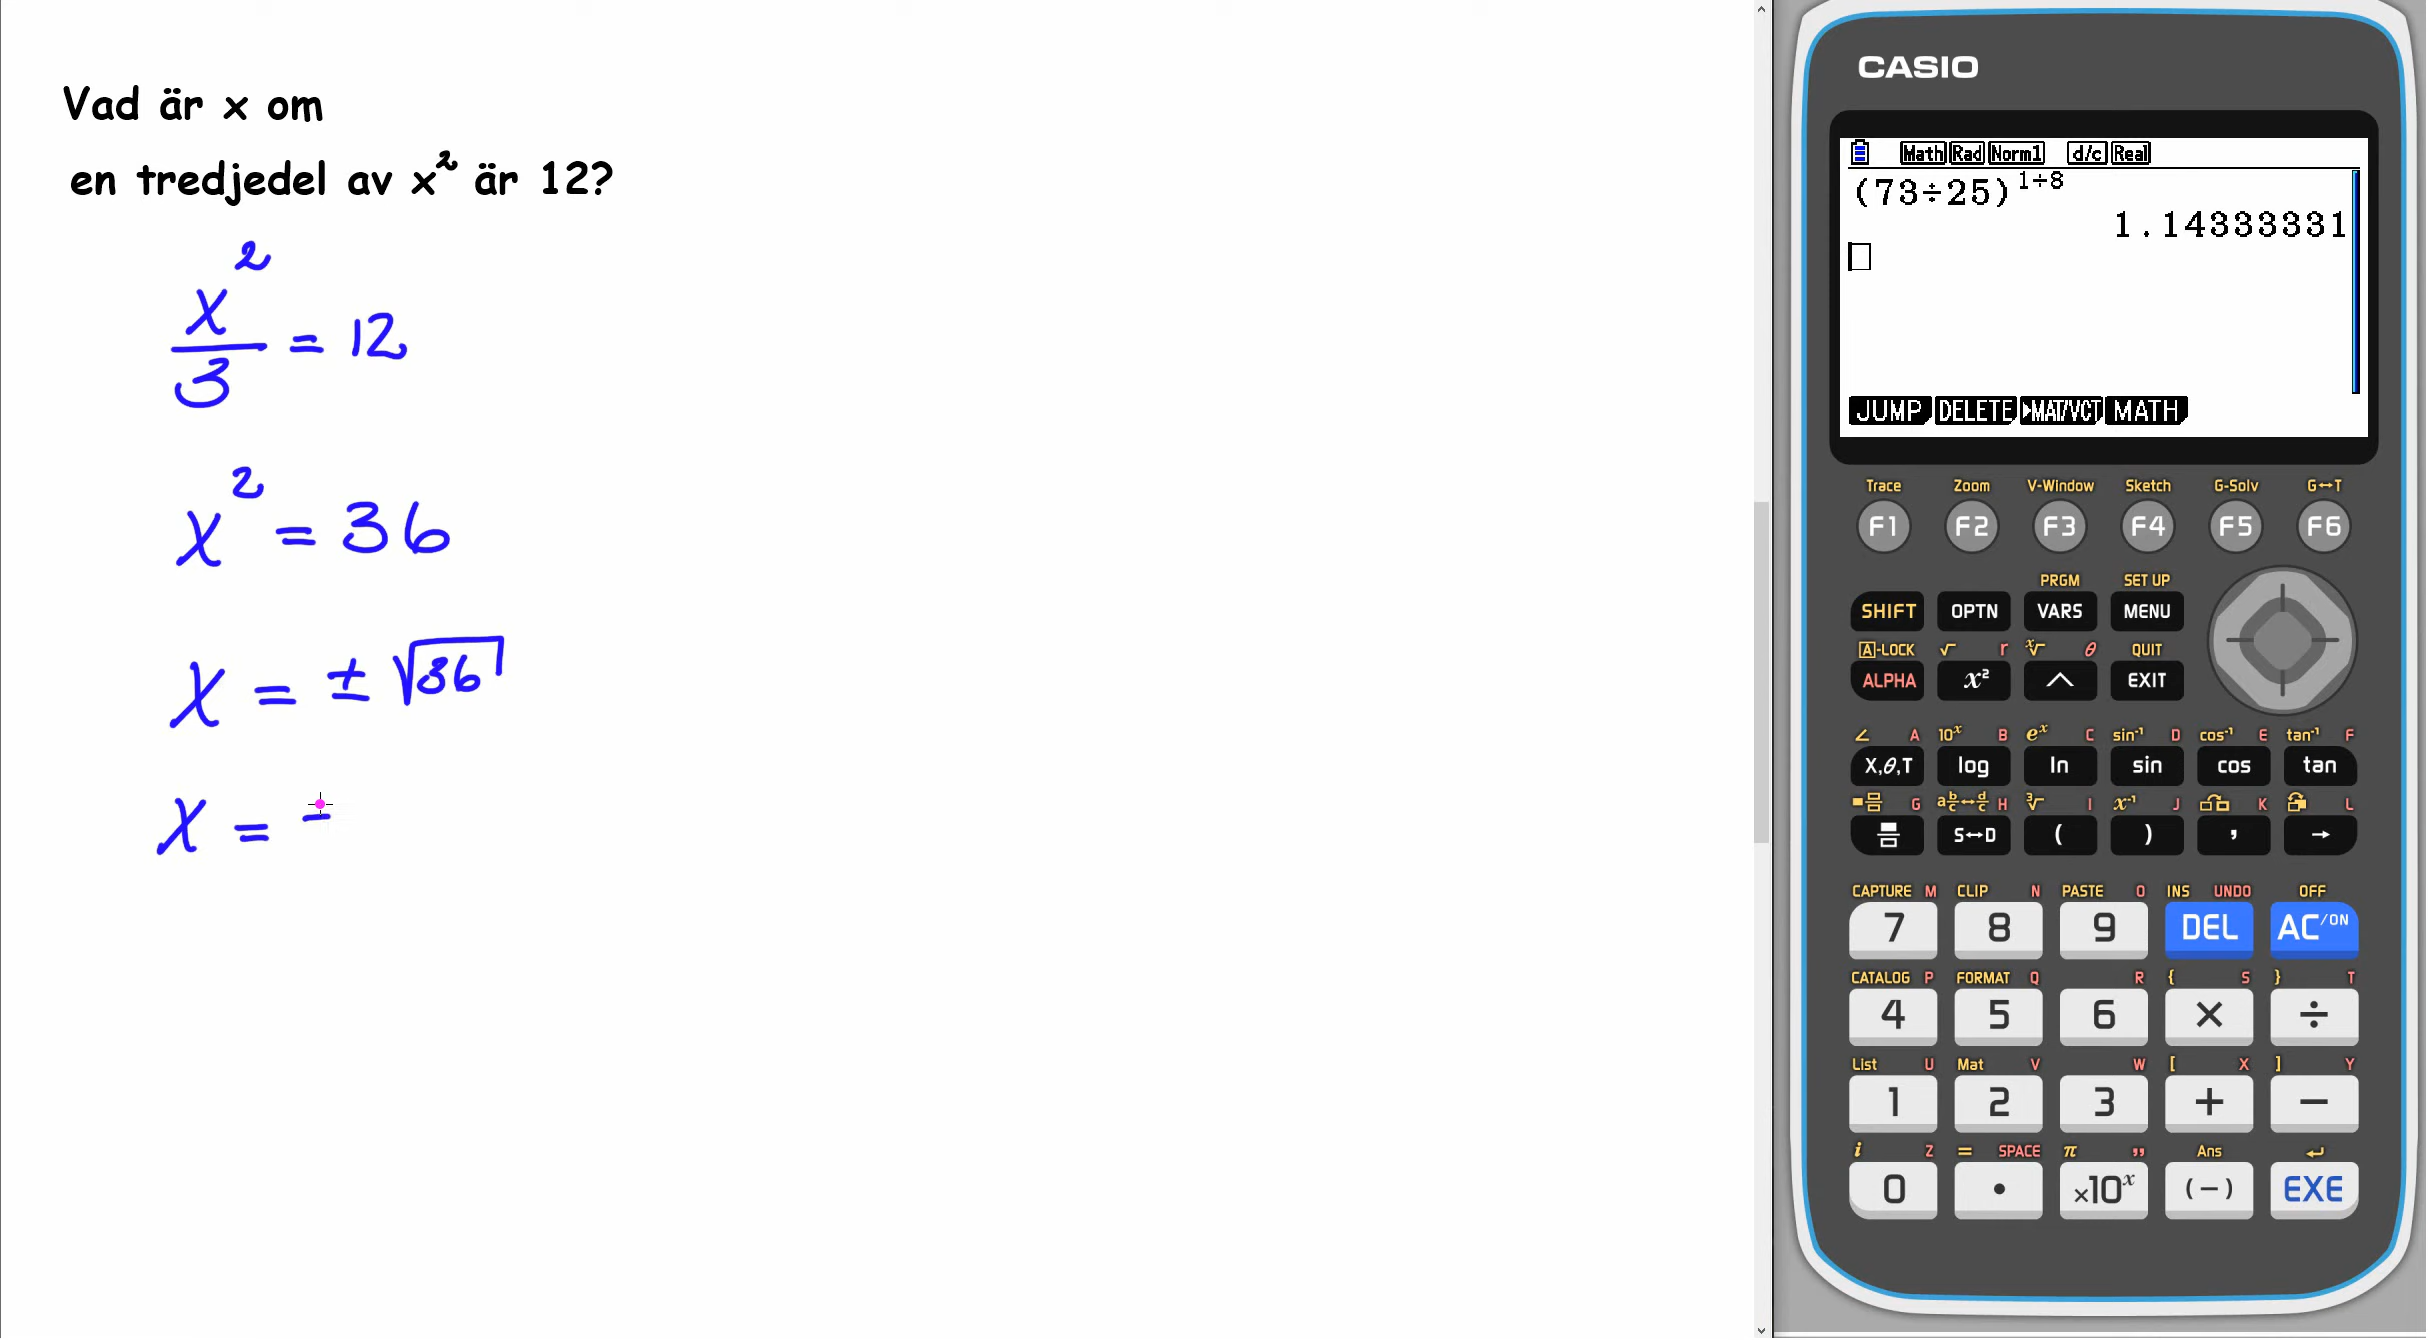 Vad är x om
en tredjedel av x² är 12?
x²/3 = 12
x² = 36
x = ± √36
x = ±
CASIO
Math Rad Norm1 d/c Real
(73÷25)^1÷8
1.14333331
JUMP DELETE ▶MAT/VCT MATH
Trace Zoom V-Window Sketch G-Solv G↔T
F1 F2 F3 F4 F5 F6
PRGM SET UP
SHIFT OPTN VARS MENU
A-LOCK √ r ˣ√ θ QUIT
ALPHA x² ^ EXIT
∠ A 10ˣ B eˣ C sin⁻¹ D cos⁻¹ E tan⁻¹ F
X,θ,T log ln sin cos tan
G a b/c↔d/c H ³√ I x⁻¹ J K L
S↔D ( ) , →
CAPTURE M CLIP N PASTE O INS UNDO OFF
7 8 9 DEL AC/ON
CATALOG P FORMAT Q R { S } T
4 5 6 × ÷
List U Mat V W [ X ] Y
1 2 3 + −
i Z = SPACE π " Ans ↵
0 • ×10ˣ (−) EXE